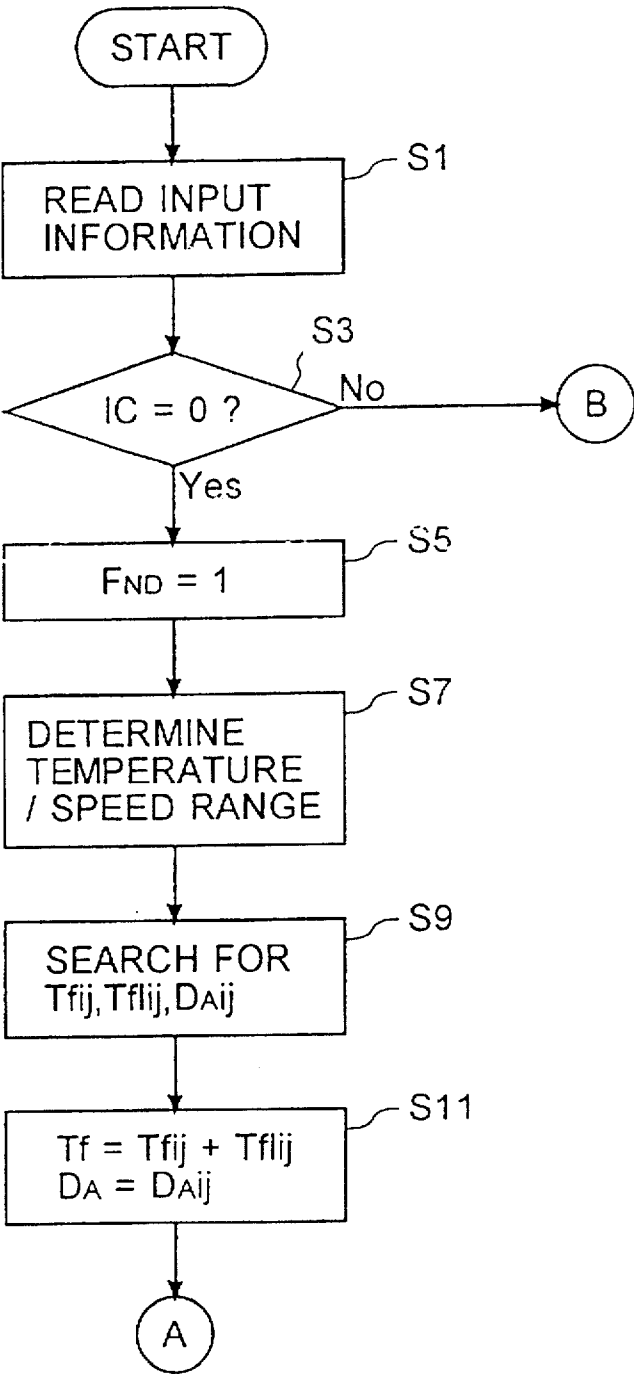 START
S1
READ INPUT
INFORMATION
S3
IC = 0 ?
No
B
Yes
S5
FND = 1
S7
DETERMINE
TEMPERATURE
/ SPEED RANGE
S9
SEARCH FOR
Tfij,Tflij,DAij
S11
Tf = Tfij + Tflij
DA = DAij
A